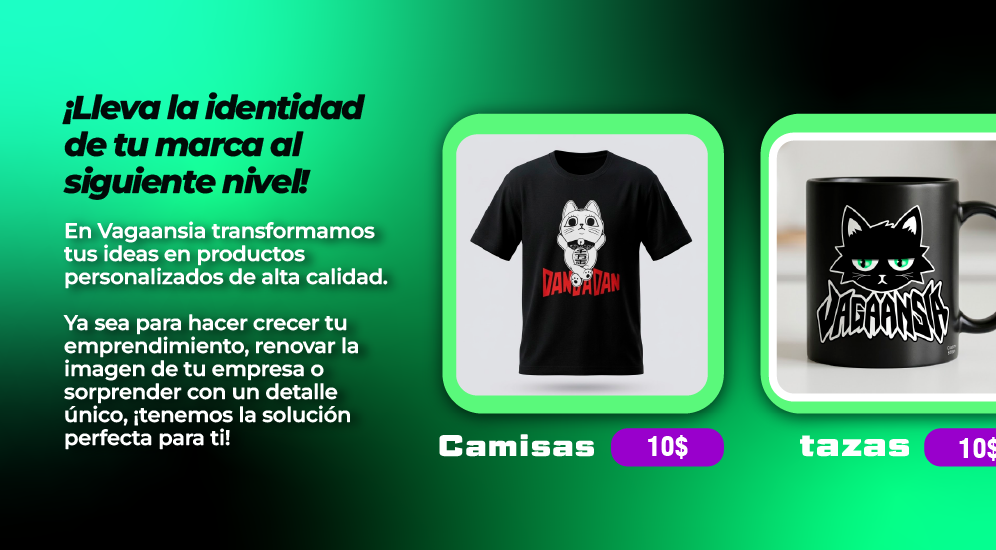 ¡Lleva la identidad
de tu marca al
siguiente nivel!
En Vagaansia transformamos
tus ideas en productos
personalizados de alta calidad.
Ya sea para hacer crecer tu
emprendimiento, renovar la
imagen de tu empresa o
sorprender con un detalle
único, ¡tenemos la solución
perfecta para ti!
DANDADAN
VAGAANSIA
Camisas 10$
tazas 10$